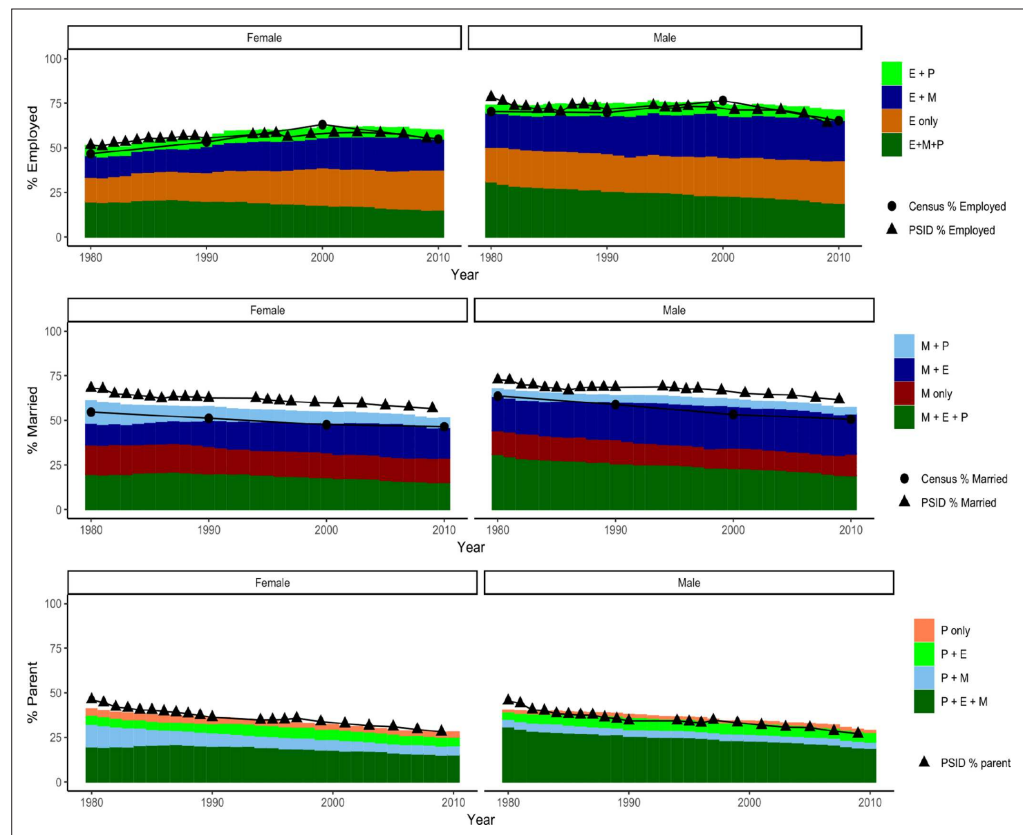 Female
Male
% Employed
100
75
50
25
0
1980
1990
2000
2010
1980
1990
2000
2010
Year
E + P
E + M
E only
E+M+P
Census % Employed
PSID % Employed
Female
Male
% Married
100
75
50
25
0
1980
1990
2000
2010
1980
1990
2000
2010
Year
M + P
M + E
M only
M + E + P
Census % Married
PSID % Married
Female
Male
% Parent
100
75
50
25
0
1980
1990
2000
2010
1980
1990
2000
2010
Year
P only
P + E
P + M
P + E + M
PSID % parent